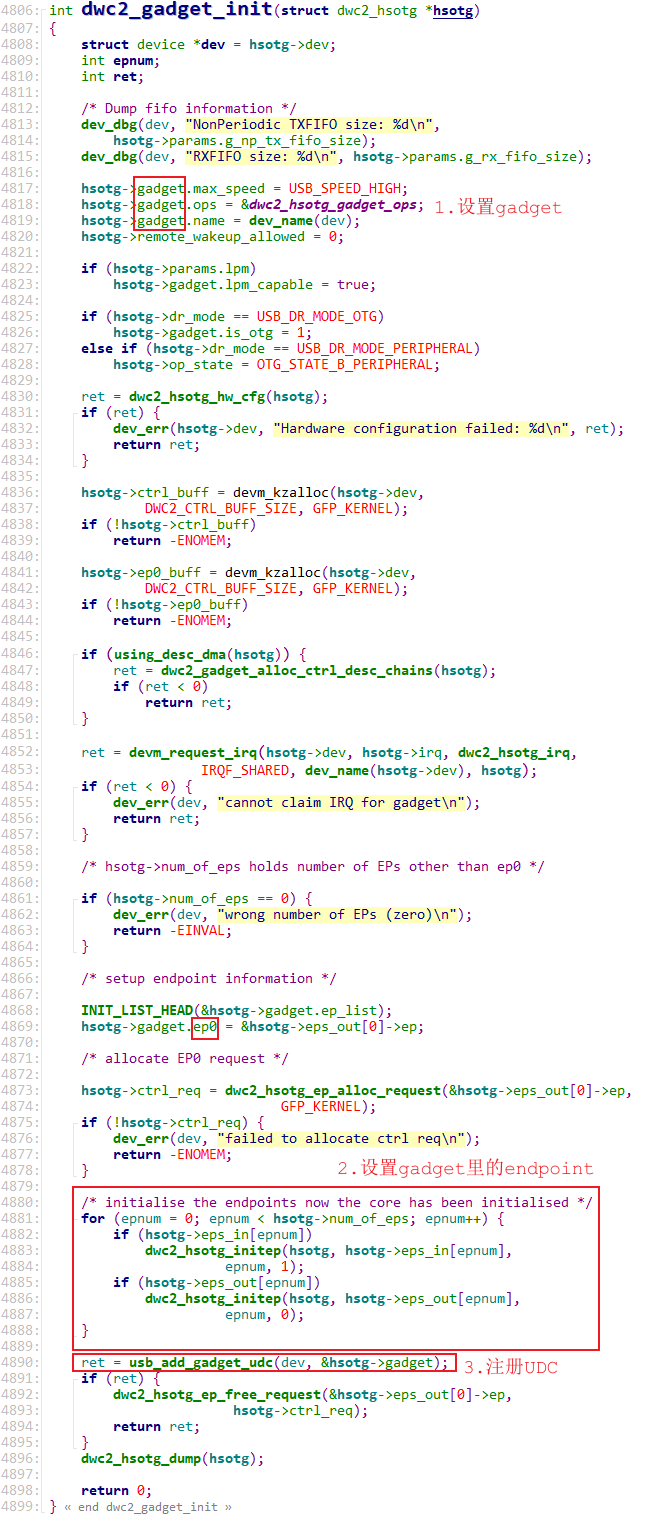 4806: int dwc2_gadget_init(struct dwc2_hsotg *hsotg)
4807: {
4808:     struct device *dev = hsotg->dev;
4809:     int epnum;
4810:     int ret;
4811:
4812:     /* Dump fifo information */
4813:     dev_dbg(dev, "NonPeriodic TXFIFO size: %d\n",
4814:         hsotg->params.g_np_tx_fifo_size);
4815:     dev_dbg(dev, "RXFIFO size: %d\n", hsotg->params.g_rx_fifo_size);
4816:
4817:     hsotg->gadget.max_speed = USB_SPEED_HIGH;
4818:     hsotg->gadget.ops = &dwc2_hsotg_gadget_ops; 1.设置gadget
4819:     hsotg->gadget.name = dev_name(dev);
4820:     hsotg->remote_wakeup_allowed = 0;
4821:
4822:     if (hsotg->params.lpm)
4823:         hsotg->gadget.lpm_capable = true;
4824:
4825:     if (hsotg->dr_mode == USB_DR_MODE_OTG)
4826:         hsotg->gadget.is_otg = 1;
4827:     else if (hsotg->dr_mode == USB_DR_MODE_PERIPHERAL)
4828:         hsotg->op_state = OTG_STATE_B_PERIPHERAL;
4829:
4830:     ret = dwc2_hsotg_hw_cfg(hsotg);
4831:     if (ret) {
4832:         dev_err(hsotg->dev, "Hardware configuration failed: %d\n", ret);
4833:         return ret;
4834:     }
4835:
4836:     hsotg->ctrl_buff = devm_kzalloc(hsotg->dev,
4837:             DWC2_CTRL_BUFF_SIZE, GFP_KERNEL);
4838:     if (!hsotg->ctrl_buff)
4839:         return -ENOMEM;
4840:
4841:     hsotg->ep0_buff = devm_kzalloc(hsotg->dev,
4842:             DWC2_CTRL_BUFF_SIZE, GFP_KERNEL);
4843:     if (!hsotg->ep0_buff)
4844:         return -ENOMEM;
4845:
4846:     if (using_desc_dma(hsotg)) {
4847:         ret = dwc2_gadget_alloc_ctrl_desc_chains(hsotg);
4848:         if (ret < 0)
4849:             return ret;
4850:     }
4851:
4852:     ret = devm_request_irq(hsotg->dev, hsotg->irq, dwc2_hsotg_irq,
4853:                    IRQF_SHARED, dev_name(hsotg->dev), hsotg);
4854:     if (ret < 0) {
4855:         dev_err(dev, "cannot claim IRQ for gadget\n");
4856:         return ret;
4857:     }
4858:
4859:     /* hsotg->num_of_eps holds number of EPs other than ep0 */
4860:
4861:     if (hsotg->num_of_eps == 0) {
4862:         dev_err(dev, "wrong number of EPs (zero)\n");
4863:         return -EINVAL;
4864:     }
4865:
4866:     /* setup endpoint information */
4867:
4868:     INIT_LIST_HEAD(&hsotg->gadget.ep_list);
4869:     hsotg->gadget.ep0 = &hsotg->eps_out[0]->ep;
4870:
4871:     /* allocate EP0 request */
4872:
4873:     hsotg->ctrl_req = dwc2_hsotg_ep_alloc_request(&hsotg->eps_out[0]->ep,
4874:                              GFP_KERNEL);
4875:     if (!hsotg->ctrl_req) {
4876:         dev_err(dev, "failed to allocate ctrl req\n");
4877:         return -ENOMEM;
4878:     } 2.设置gadget里的endpoint
4879:
4880:     /* initialise the endpoints now the core has been initialised */
4881:     for (epnum = 0; epnum < hsotg->num_of_eps; epnum++) {
4882:         if (hsotg->eps_in[epnum])
4883:             dwc2_hsotg_initep(hsotg, hsotg->eps_in[epnum],
4884:                       epnum, 1);
4885:         if (hsotg->eps_out[epnum])
4886:             dwc2_hsotg_initep(hsotg, hsotg->eps_out[epnum],
4887:                       epnum, 0);
4888:     }
4889:
4890:     ret = usb_add_gadget_udc(dev, &hsotg->gadget); 3.注册UDC
4891:     if (ret) {
4892:         dwc2_hsotg_ep_free_request(&hsotg->eps_out[0]->ep,
4893:                        hsotg->ctrl_req);
4894:         return ret;
4895:     }
4896:     dwc2_hsotg_dump(hsotg);
4897:
4898:     return 0;
4899: } « end dwc2_gadget_init »